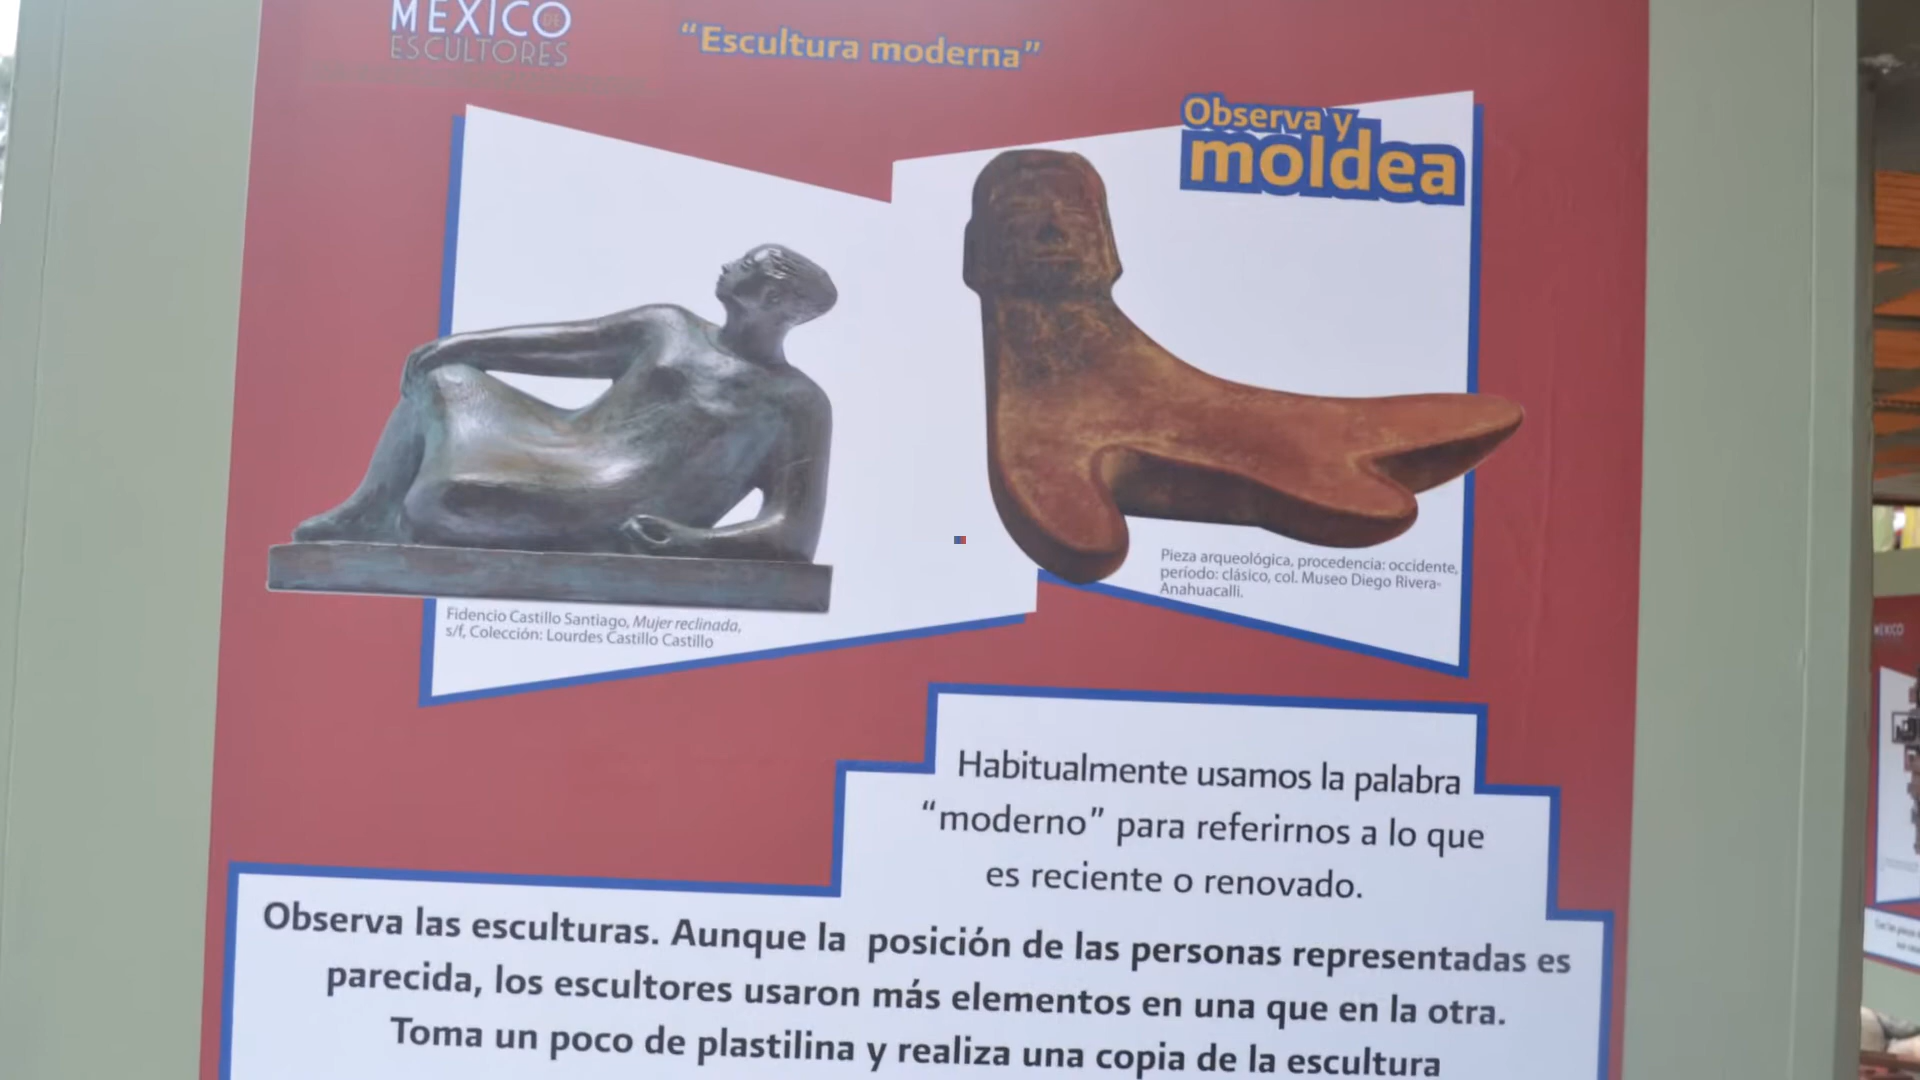 MÉXICO DE
ESCULTORES
“Escultura moderna”
Observa y
moldea
Pieza arqueológica, procedencia: occidente,
período: clásico, col. Museo Diego Rivera-
Anahuacalli.
Fidencio Castillo Santiago, Mujer reclinada,
s/f, Colección: Lourdes Castillo Castillo
Habitualmente usamos la palabra
“moderno” para referirnos a lo que
es reciente o renovado.
Observa las esculturas. Aunque la posición de las personas representadas es
parecida, los escultores usaron más elementos en una que en la otra.
Toma un poco de plastilina y realiza una copia de la escultura
MÉXICO